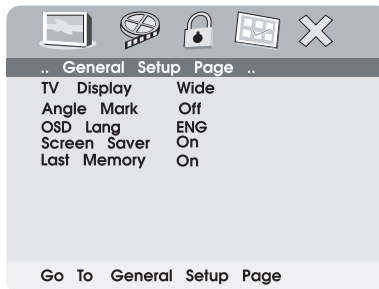 .. General Setup Page ..
TV Display Wide
Angle Mark Off
OSD Lang ENG
Screen Saver On
Last Memory On
Go To General Setup Page